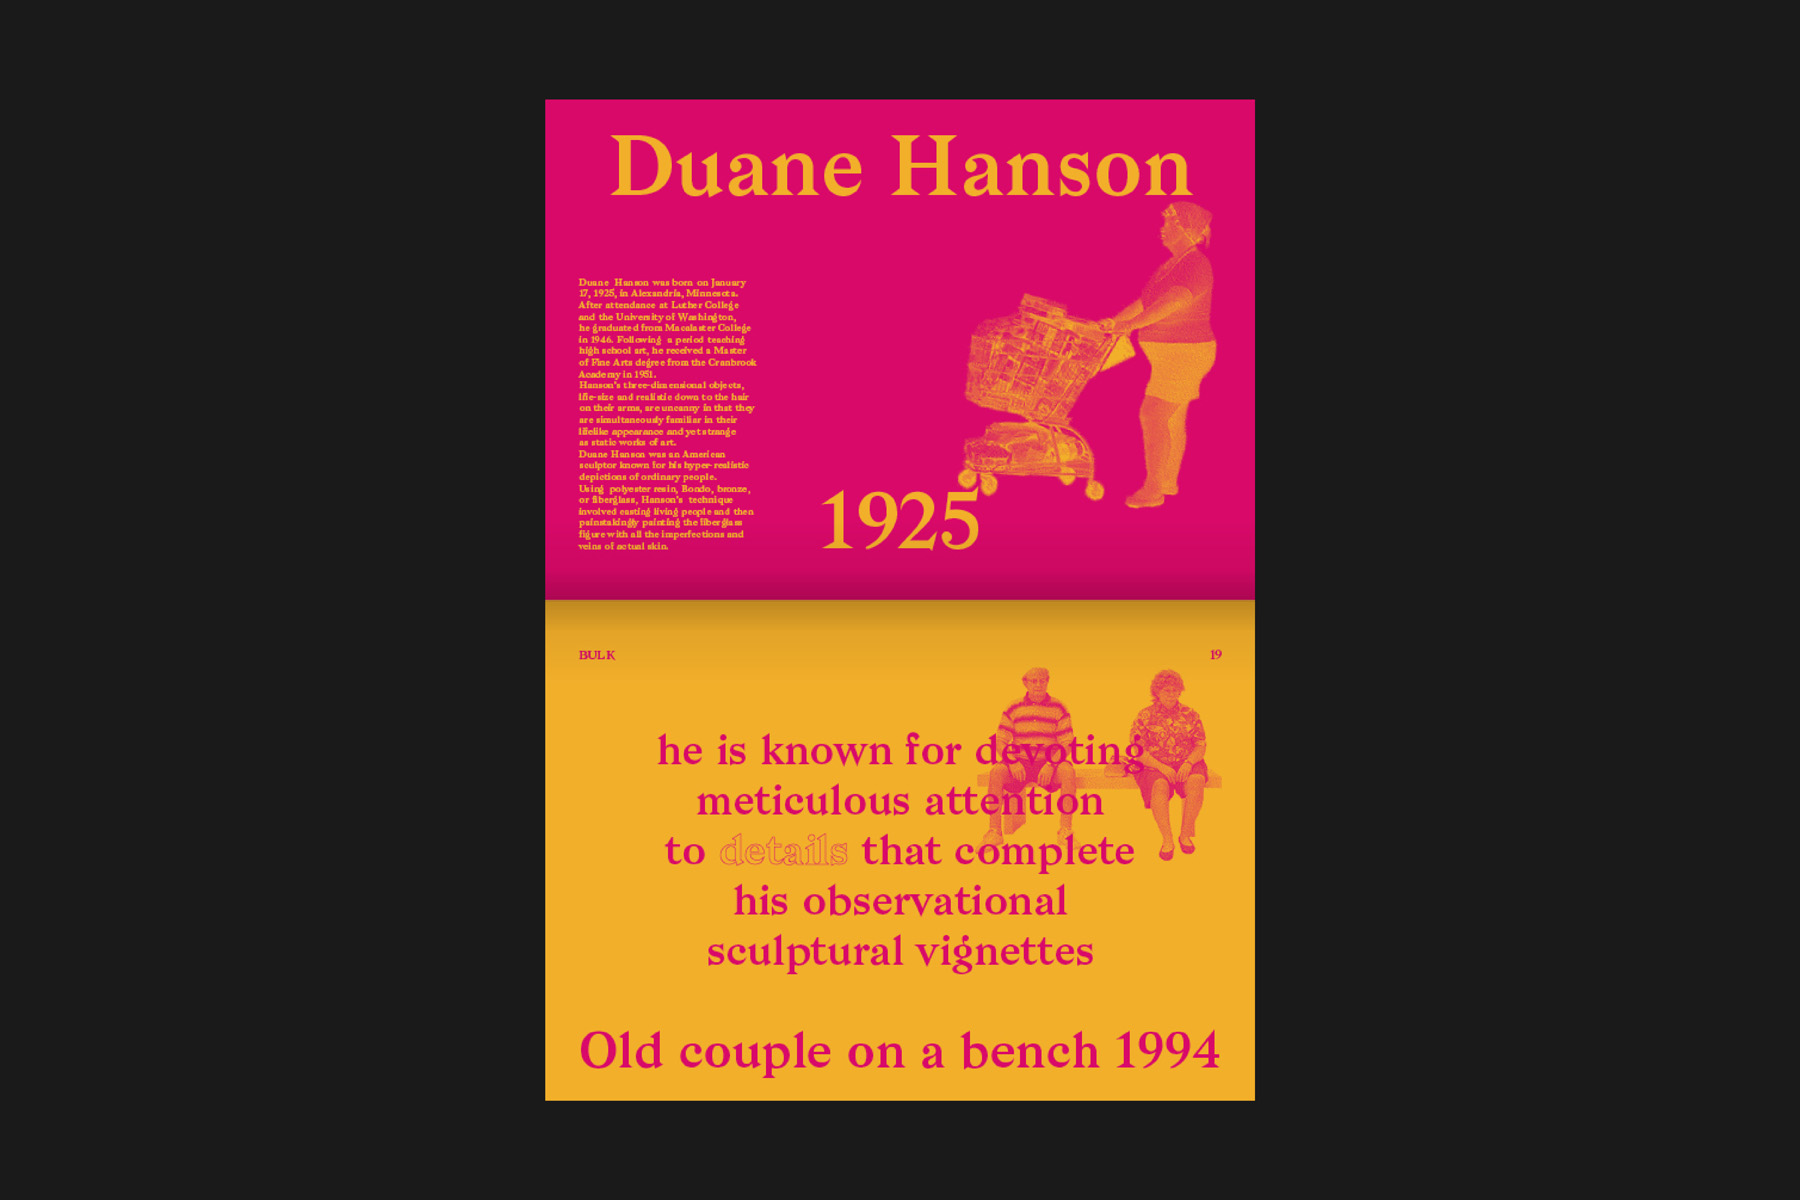 Duane Hanson
Duane Hanson was born on January
17, 1925, in Alexandria, Minnesota.
After attendance at Luther College
and the University of Washington,
he graduated from Macalaster College
in 1946. Following a period teaching
high school art, he received a Master
of Fine Arts degree from the Cranbrook
Academy in 1951.
Hanson's three-dimensional objects,
lfie-size and realistic down to the hair
on their arms, are uncanny in that they
are simultaneously familiar in their
lifelike appearance and yet strange
as static works of art.
Duane Hanson was an American
sculptor known for his hyper-realistic
depictions of ordinary people.
Using polyester resin, Bondo, bronze,
or fiberglass, Hanson's technique
involved casting living people and then
painstakingly painting the fiberglass
figure with all the imperfections and
veins of actual skin.
1925
BULK
19
he is known for devoting
meticulous attention
to details that complete
his observational
sculptural vignettes
Old couple on a bench 1994